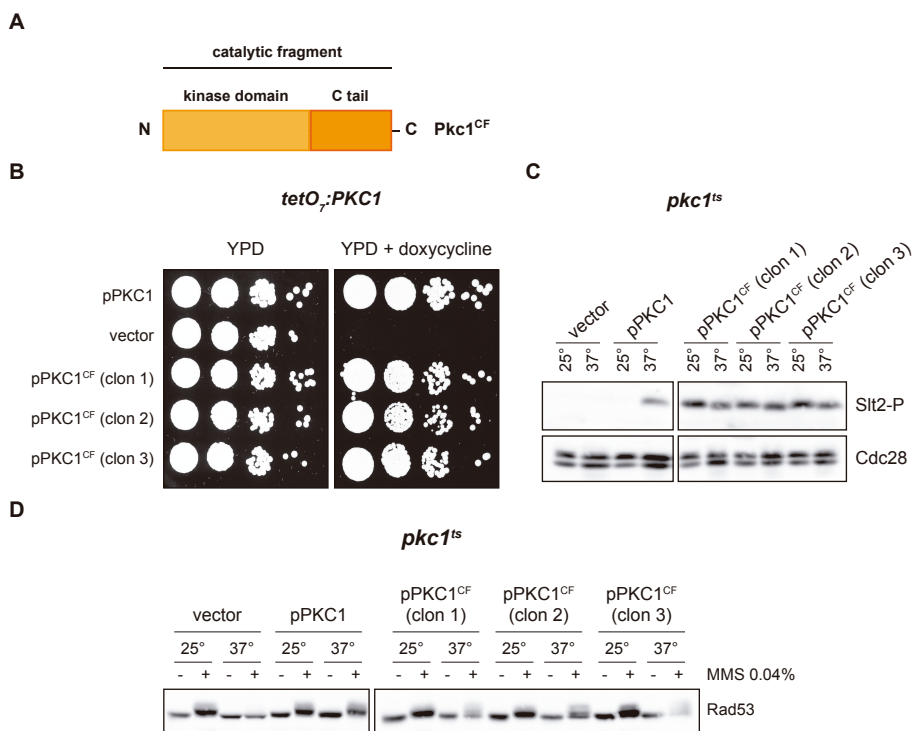 A
catalytic fragment
kinase domain C tail
N C Pkc1CF
B
tetO7:PKC1
YPD YPD + doxycycline
pPKC1
vector
pPKC1CF (clon 1)
pPKC1CF (clon 2)
pPKC1CF (clon 3)
C
pkc1ts
vector pPKC1 pPKC1CF (clon 1) pPKC1CF (clon 2) pPKC1CF (clon 3)
25° 37° 25° 37° 25° 37° 25° 37° 25° 37°
Slt2-P
Cdc28
D
pkc1ts
vector pPKC1 pPKC1CF (clon 1) pPKC1CF (clon 2) pPKC1CF (clon 3)
25° 37° 25° 37° 25° 37° 25° 37° 25° 37°
- + - + - + - + - + - + - + - + - + - + MMS 0.04%
Rad53